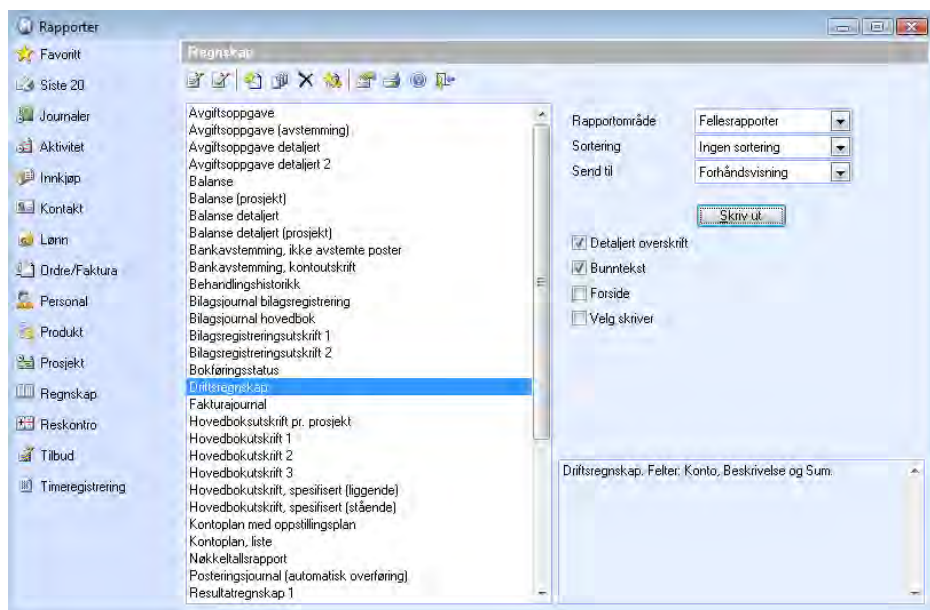 Rapporter
Favoritt
Siste 20
Journaler
Aktivitet
Innkjøp
Kontakt
Lønn
Ordre/Faktura
Personal
Produkt
Prosjekt
Regnskap
Reskontro
Tilbud
Timeregistrering
Regnskap
Avgiftsoppgave
Avgiftsoppgave (avstemming)
Avgiftsoppgave detaljert
Avgiftsoppgave detaljert 2
Balanse
Balanse (prosjekt)
Balanse detaljert
Balanse detaljert (prosjekt)
Bankavstemming, ikke avstemte poster
Bankavstemming, kontoutskrift
Behandlingshistorikk
Bilagsjournal bilagsregistrering
Bilagsjournal hovedbok
Bilagsregistreringsutskrift 1
Bilagsregistreringsutskrift 2
Bokføringsstatus
Driftsregnskap
Fakturajournal
Hovedboksutskrift pr. prosjekt
Hovedbokutskrift 1
Hovedbokutskrift 2
Hovedbokutskrift 3
Hovedbokutskrift, spesifisert (liggende)
Hovedbokutskrift, spesifisert (stående)
Kontoplan med oppstillingsplan
Kontoplan, liste
Nøkkeltallsrapport
Posteringsjournal (automatisk overføring)
Resultatregnskap 1
Rapportområde Fellesrapporter
Sortering Ingen sortering
Send til Forhåndsvisning
Skriv ut
Detaljert overskrift
Bunntekst
Forside
Velg skriver
Driftsregnskap. Felter: Konto, Beskrivelse og Sum.